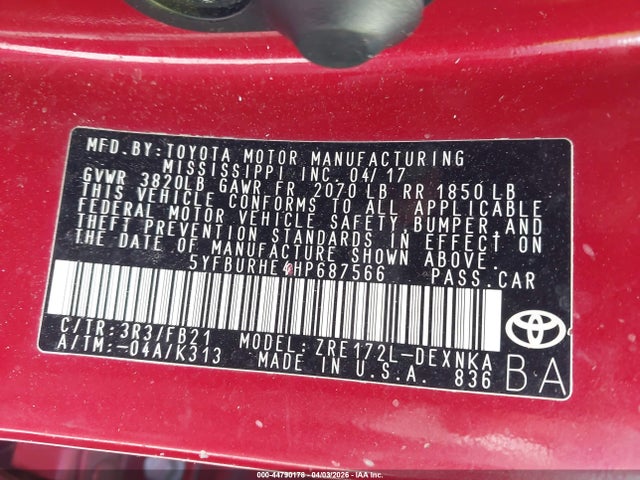 MFD.BY:TOYOTA MOTOR MANUFACTURING
MISSISSIPPI INC. 04/17
GVWR 3820LB GAWR FR 2070 LB RR 1850 LB
THIS VEHICLE CONFORMS TO ALL APPLICABLE
FEDERAL MOTOR VEHICLE SAFETY,BUMPER,AND
THEFT PREVENTION STANDARDS IN EFFECT ON
THE DATE OF MANUFACTURE SHOWN ABOVE.
5YFBURHE4HP687566 PASS.CAR
C/TR:3R3/FB21 MODEL: ZRE172L-DEXNKA
A/TM:-04A/K313 MADE IN U.S.A. 836
BA
000-44790178 - 04/03/2026 - COPYRIGHT IAA, LLC.